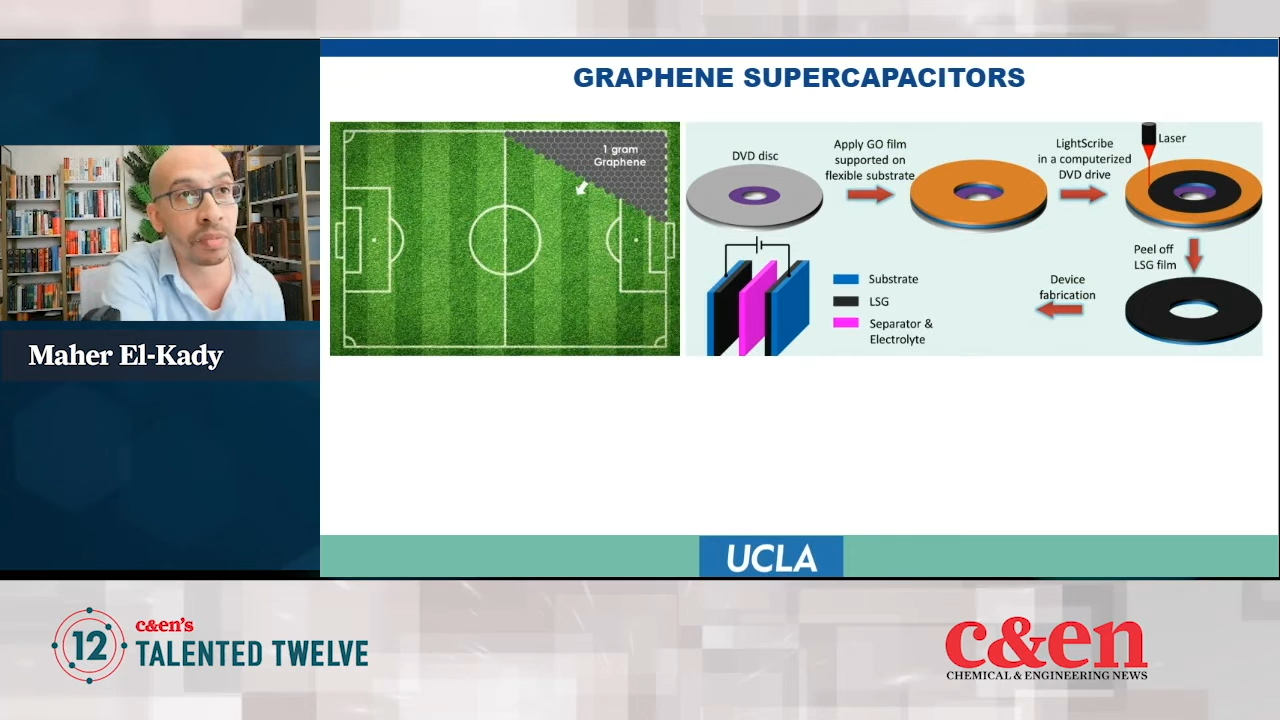 GRAPHENE SUPERCAPACITORS
1 gram
Graphene
DVD disc
Apply GO film
supported on
flexible substrate
LightScribe
in a computerized
DVD drive
Laser
Peel off
LSG film
Device
fabrication
Substrate
LSG
Separator &
Electrolyte
Maher El-Kady
UCLA
12
c&en's
TALENTED TWELVE
c&en
CHEMICAL & ENGINEERING NEWS